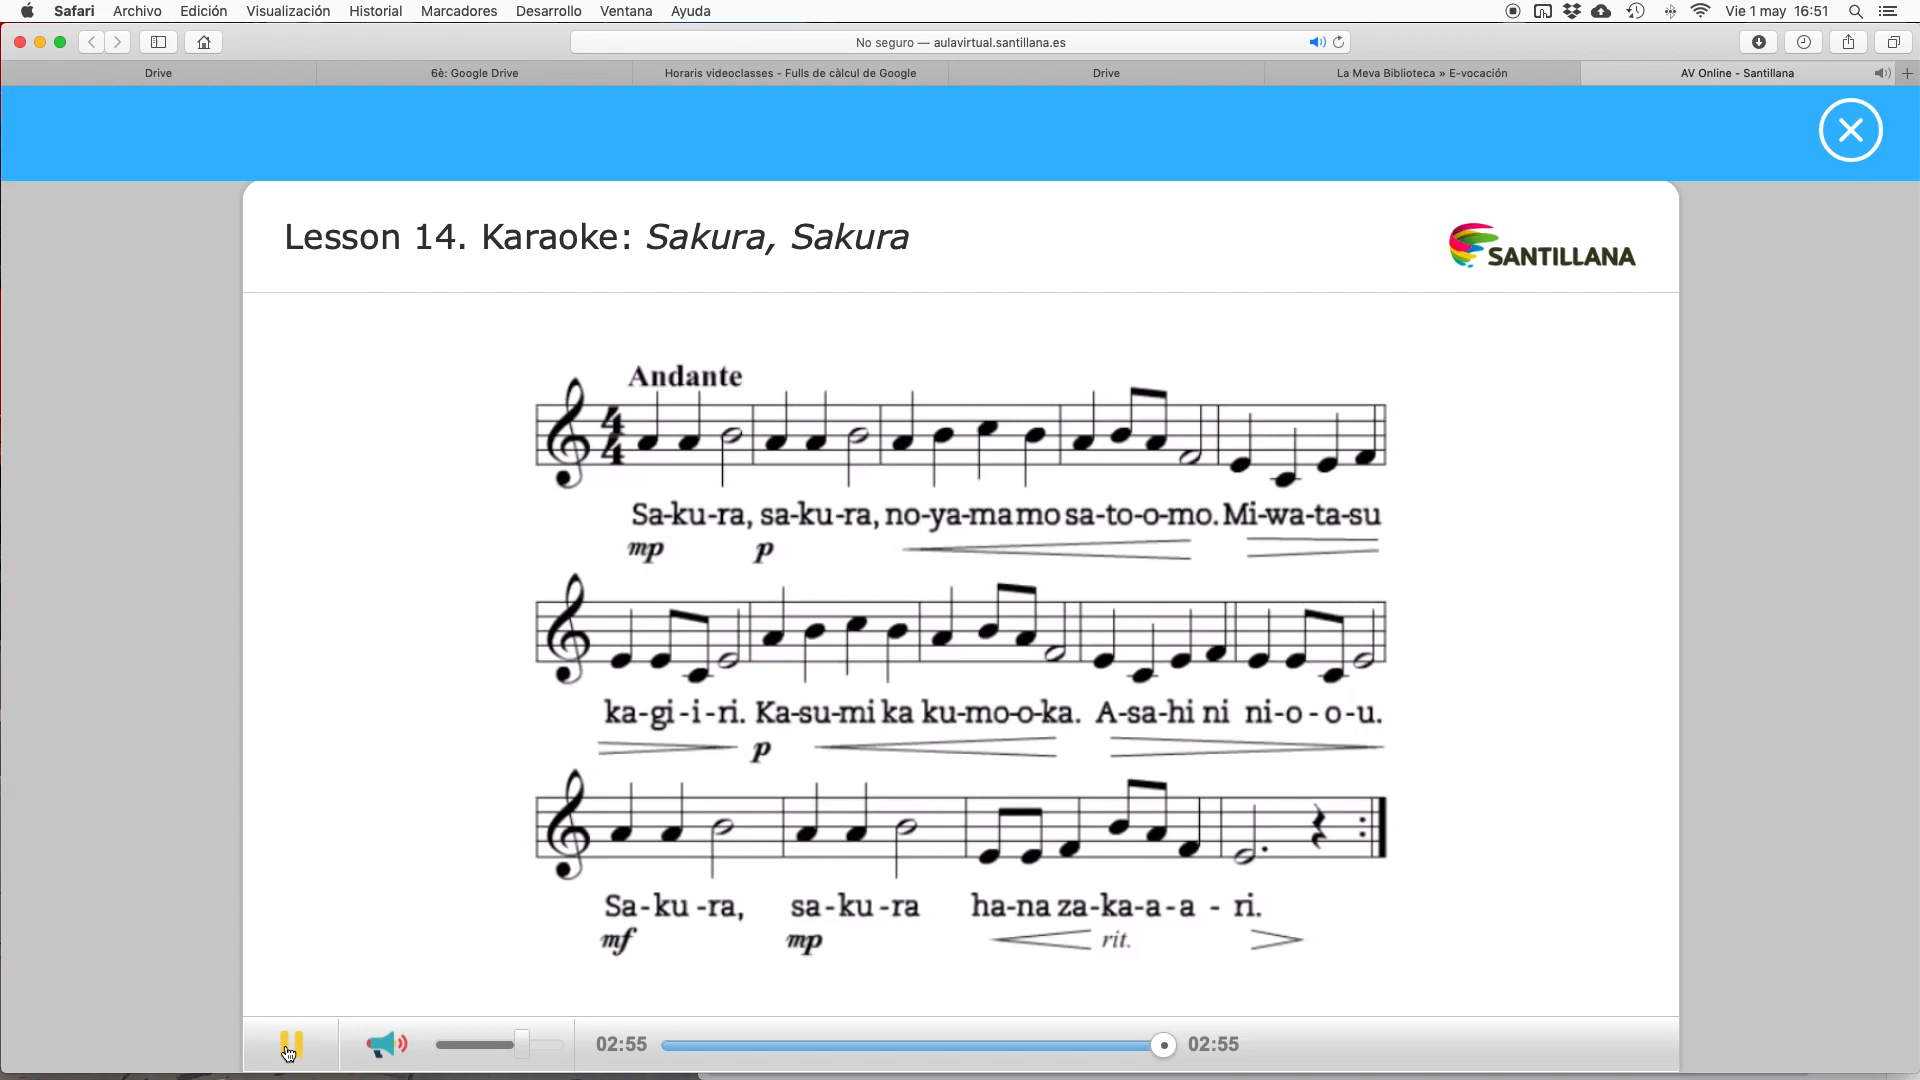 Safari Archivo Edición Visualización Historial Marcadores Desarrollo Ventana Ayuda Vie 1 may 16:51
No seguro — aulavirtual.santillana.es
Drive 6è: Google Drive Horaris videoclasses - Fulls de càlcul de Google Drive La Meva Biblioteca » E-vocación AV Online - Santillana
Lesson 14. Karaoke: Sakura, Sakura
SANTILLANA
Andante
4
4
Sa-ku-ra, sa-ku-ra, no-ya-ma mo sa-to-o-mo. Mi-wa-ta-su
mp p
ka-gi-i-ri. Ka-su-mi ka ku-mo-o-ka. A-sa-hi ni ni-o-o-u.
p
Sa-ku-ra, sa-ku-ra ha-na za-ka-a-a-ri.
mf mp rit.
02:55 02:55